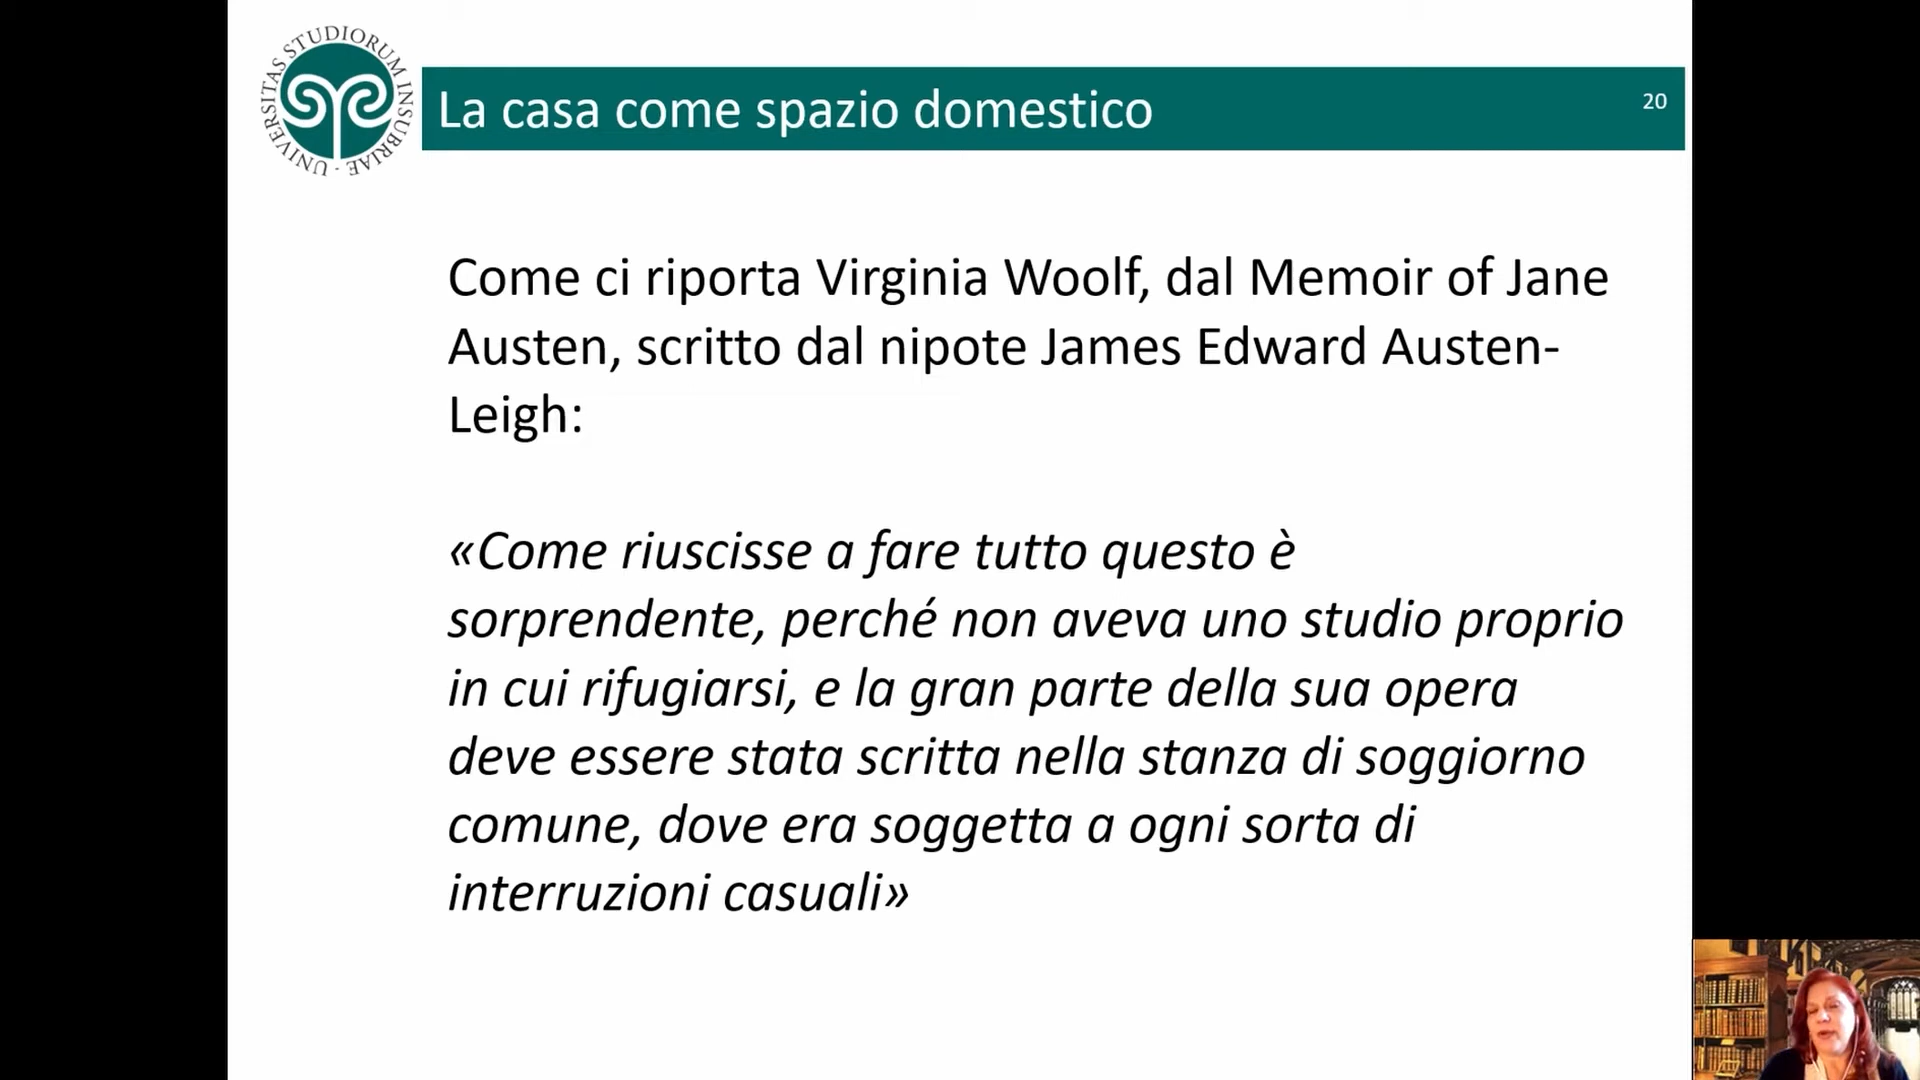 UNIVERSITAS STUDIORUM INSUBRIAE
La casa come spazio domestico
20
Come ci riporta Virginia Woolf, dal Memoir of Jane
Austen, scritto dal nipote James Edward Austen-
Leigh:
«Come riuscisse a fare tutto questo è
sorprendente, perché non aveva uno studio proprio
in cui rifugiarsi, e la gran parte della sua opera
deve essere stata scritta nella stanza di soggiorno
comune, dove era soggetta a ogni sorta di
interruzioni casuali»